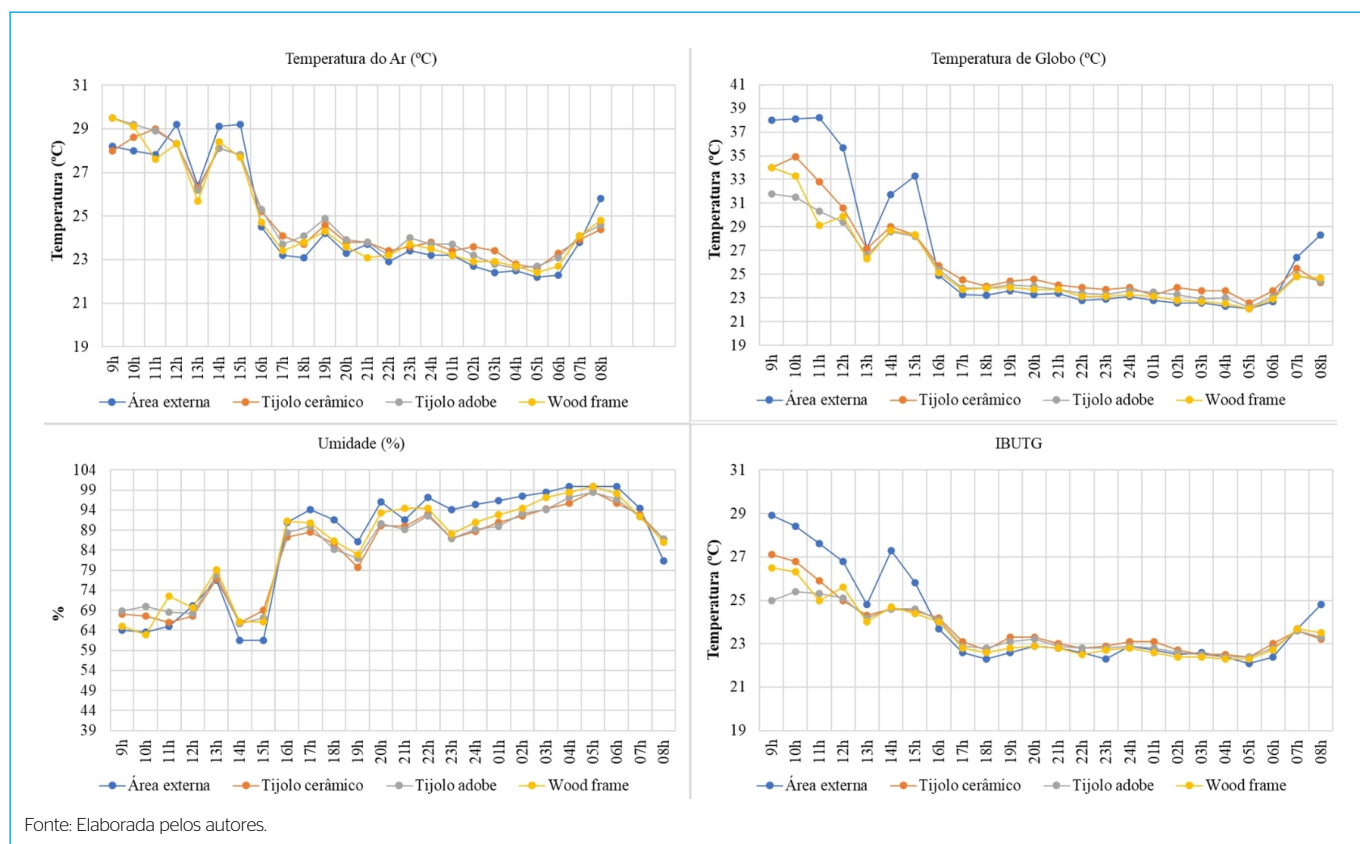 Temperatura do Ar (ºC)
31
29
27
25
23
21
19
Temperatura (ºC)
9h 10h 11h 12h 13h 14h 15h 16h 17h 18h 19h 20h 21h 22h 23h 24h 01h 02h 03h 04h 05h 06h 07h 08h
Área externa Tijolo cerâmico Tijolo adobe Wood frame
Temperatura de Globo (ºC)
41
39
37
35
33
31
29
27
25
23
21
19
Temperatura (ºC)
9h 10h 11h 12h 13h 14h 15h 16h 17h 18h 19h 20h 21h 22h 23h 24h 01h 02h 03h 04h 05h 06h 07h 08h
Área externa Tijolo cerâmico Tijolo adobe Wood frame
Umidade (%)
104
99
94
89
84
79
74
69
64
59
54
49
44
39
%
9h 10h 11h 12h 13h 14h 15h 16h 17h 18h 19h 20h 21h 22h 23h 24h 01h 02h 03h 04h 05h 06h 07h 08h
Área externa Tijolo cerâmico Tijolo adobe Wood frame
IBUTG
31
29
27
25
23
21
19
Temperatura (ºC)
9h 10h 11h 12h 13h 14h 15h 16h 17h 18h 19h 20h 21h 22h 23h 24h 01h 02h 03h 04h 05h 06h 07h 08h
Área externa Tijolo cerâmico Tijolo adobe Wood frame
Fonte: Elaborada pelos autores.